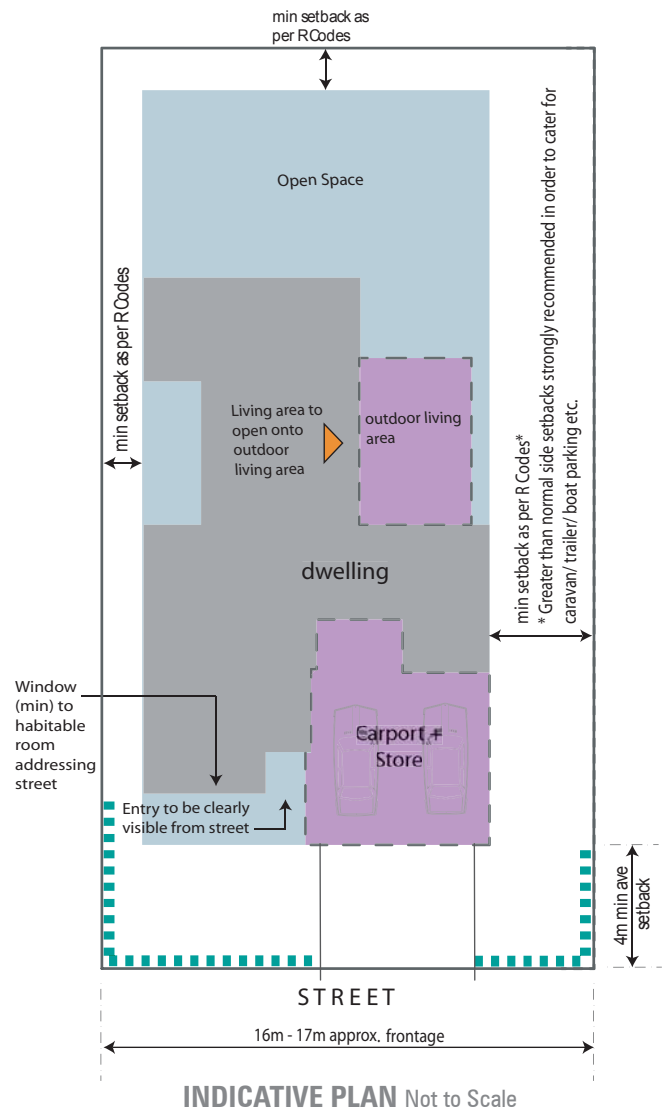 min setback as
per RCodes
Open Space
min setback as per R Codes
Living area to
open onto
outdoor
living area
outdoor living
area
min setback as per R Codes*
* Greater than normal side setbacks strongly recommended in order to cater for
caravan/ trailer/ boat parking etc.
dwelling
Window
(min) to
habitable
room
addressing
street
Carport +
Store
Entry to be clearly
visible from street
4m min ave
setback
STREET
16m - 17m approx. frontage
INDICATIVE PLAN Not to Scale